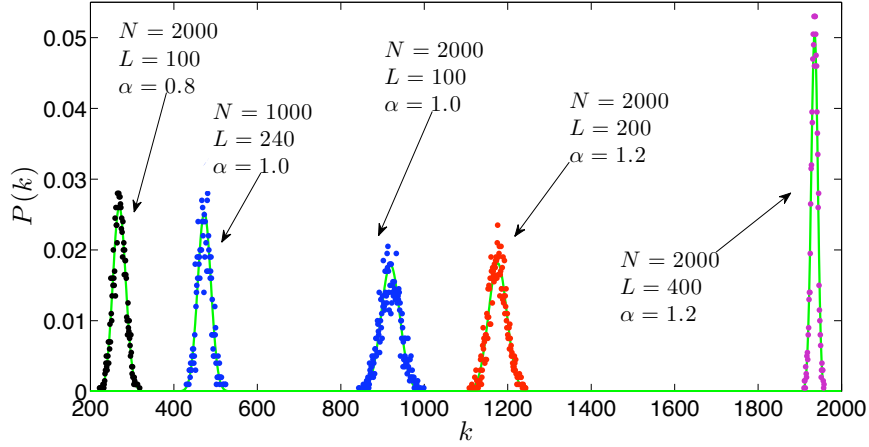 0.05
0.04
0.03
0.02
0.01
0
P(k)
N = 2000
L = 100
α = 0.8
N = 1000
L = 240
α = 1.0
N = 2000
L = 100
α = 1.0
N = 2000
L = 200
α = 1.2
N = 2000
L = 400
α = 1.2
200 400 600 800 1000 1200 1400 1600 1800 2000
k